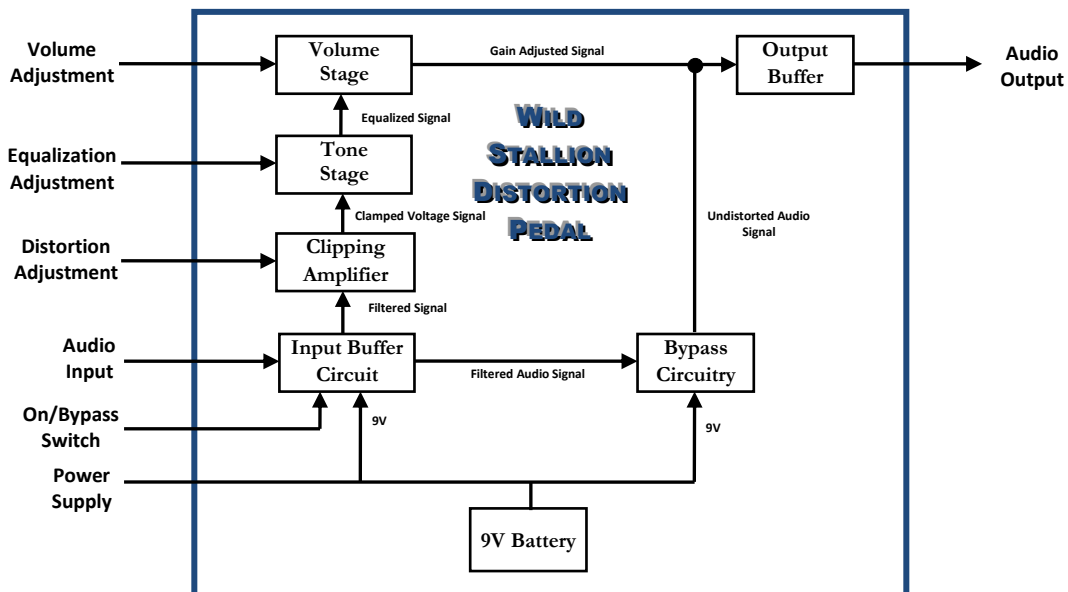 Volume
Adjustment
Volume
Stage
Gain Adjusted Signal
Output
Buffer
Audio
Output
Equalized Signal
WILD
STALLION
DISTORTION
PEDAL
Equalization
Adjustment
Tone
Stage
Clamped Voltage Signal
Undistorted Audio
Signal
Distortion
Adjustment
Clipping
Amplifier
Filtered Signal
Audio
Input
Input Buffer
Circuit
Filtered Audio Signal
Bypass
Circuitry
On/Bypass
Switch
9V
9V
Power
Supply
9V Battery